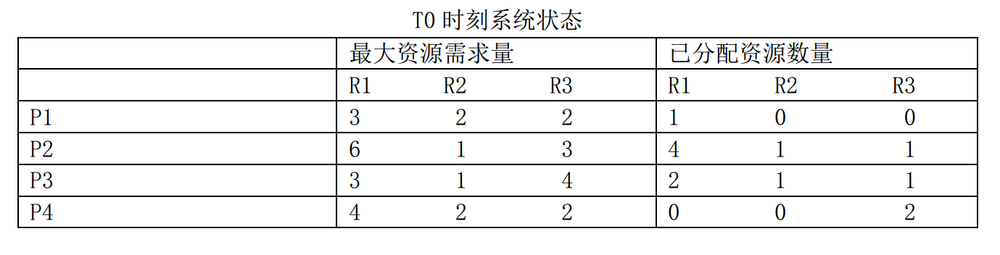 T0 时刻系统状态
最大资源需求量 已分配资源数量
R1 R2 R3 R1 R2 R3
P1 3 2 2 1 0 0
P2 6 1 3 4 1 1
P3 3 1 4 2 1 1
P4 4 2 2 0 0 2